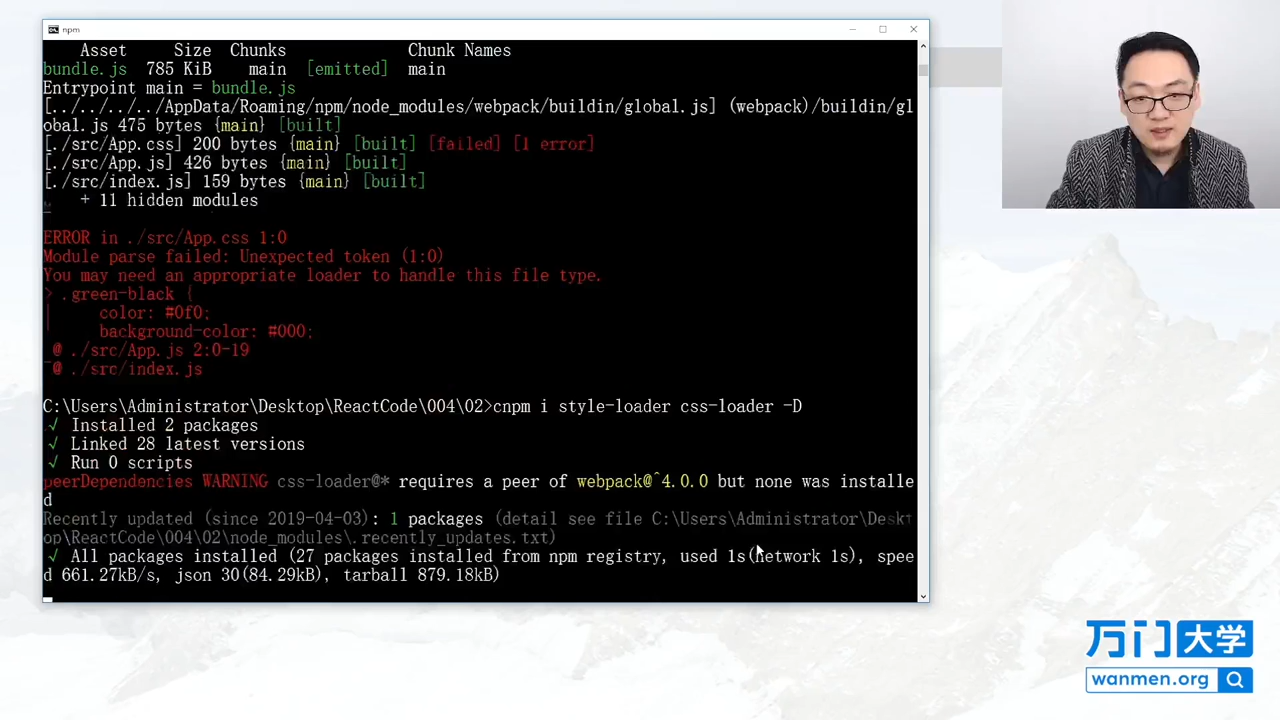 npm
Asset Size Chunks Chunk Names
bundle.js 785 KiB main [emitted] main
Entrypoint main = bundle.js
[../../../../AppData/Roaming/npm/node_modules/webpack/buildin/global.js] (webpack)/buildin/gl
obal.js 475 bytes {main} [built]
[./src/App.css] 200 bytes {main} [built] [failed] [1 error]
[./src/App.js] 426 bytes {main} [built]
[./src/index.js] 159 bytes {main} [built]
+ 11 hidden modules
ERROR in ./src/App.css 1:0
Module parse failed: Unexpected token (1:0)
You may need an appropriate loader to handle this file type.
> .green-black {
| color: #0f0;
| background-color: #000;
@ ./src/App.js 2:0-19
@ ./src/index.js
C:\Users\Administrator\Desktop\ReactCode\004\02>cnpm i style-loader css-loader -D
√ Installed 2 packages
√ Linked 28 latest versions
√ Run 0 scripts
peerDependencies WARNING css-loader@* requires a peer of webpack@^4.0.0 but none was installe
d
Recently updated (since 2019-04-03): 1 packages (detail see file C:\Users\Administrator\Deskt
op\ReactCode\004\02\node_modules\.recently_updates.txt)
√ All packages installed (27 packages installed from npm registry, used 1s(network 1s), spee
d 661.27kB/s, json 30(84.29kB), tarball 879.18kB)
万门大学
wanmen.org